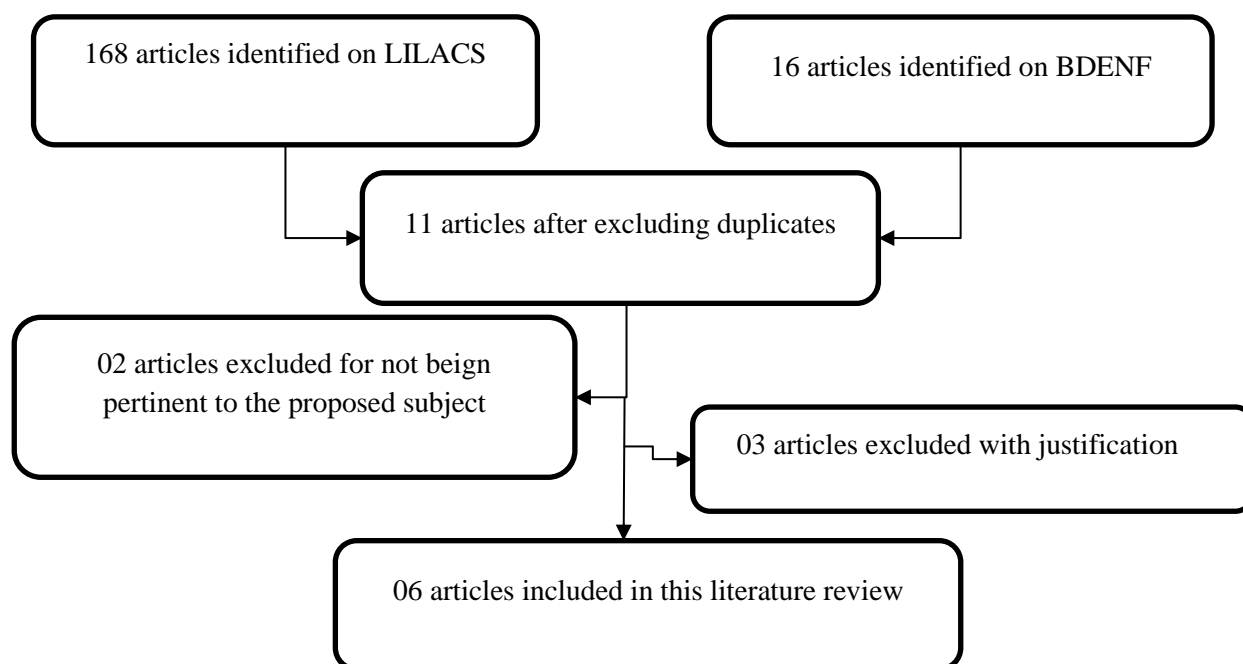 168 articles identified on LILACS
16 articles identified on BDENF
11 articles after excluding duplicates
02 articles excluded for not beign
pertinent to the proposed subject
03 articles excluded with justification
06 articles included in this literature review